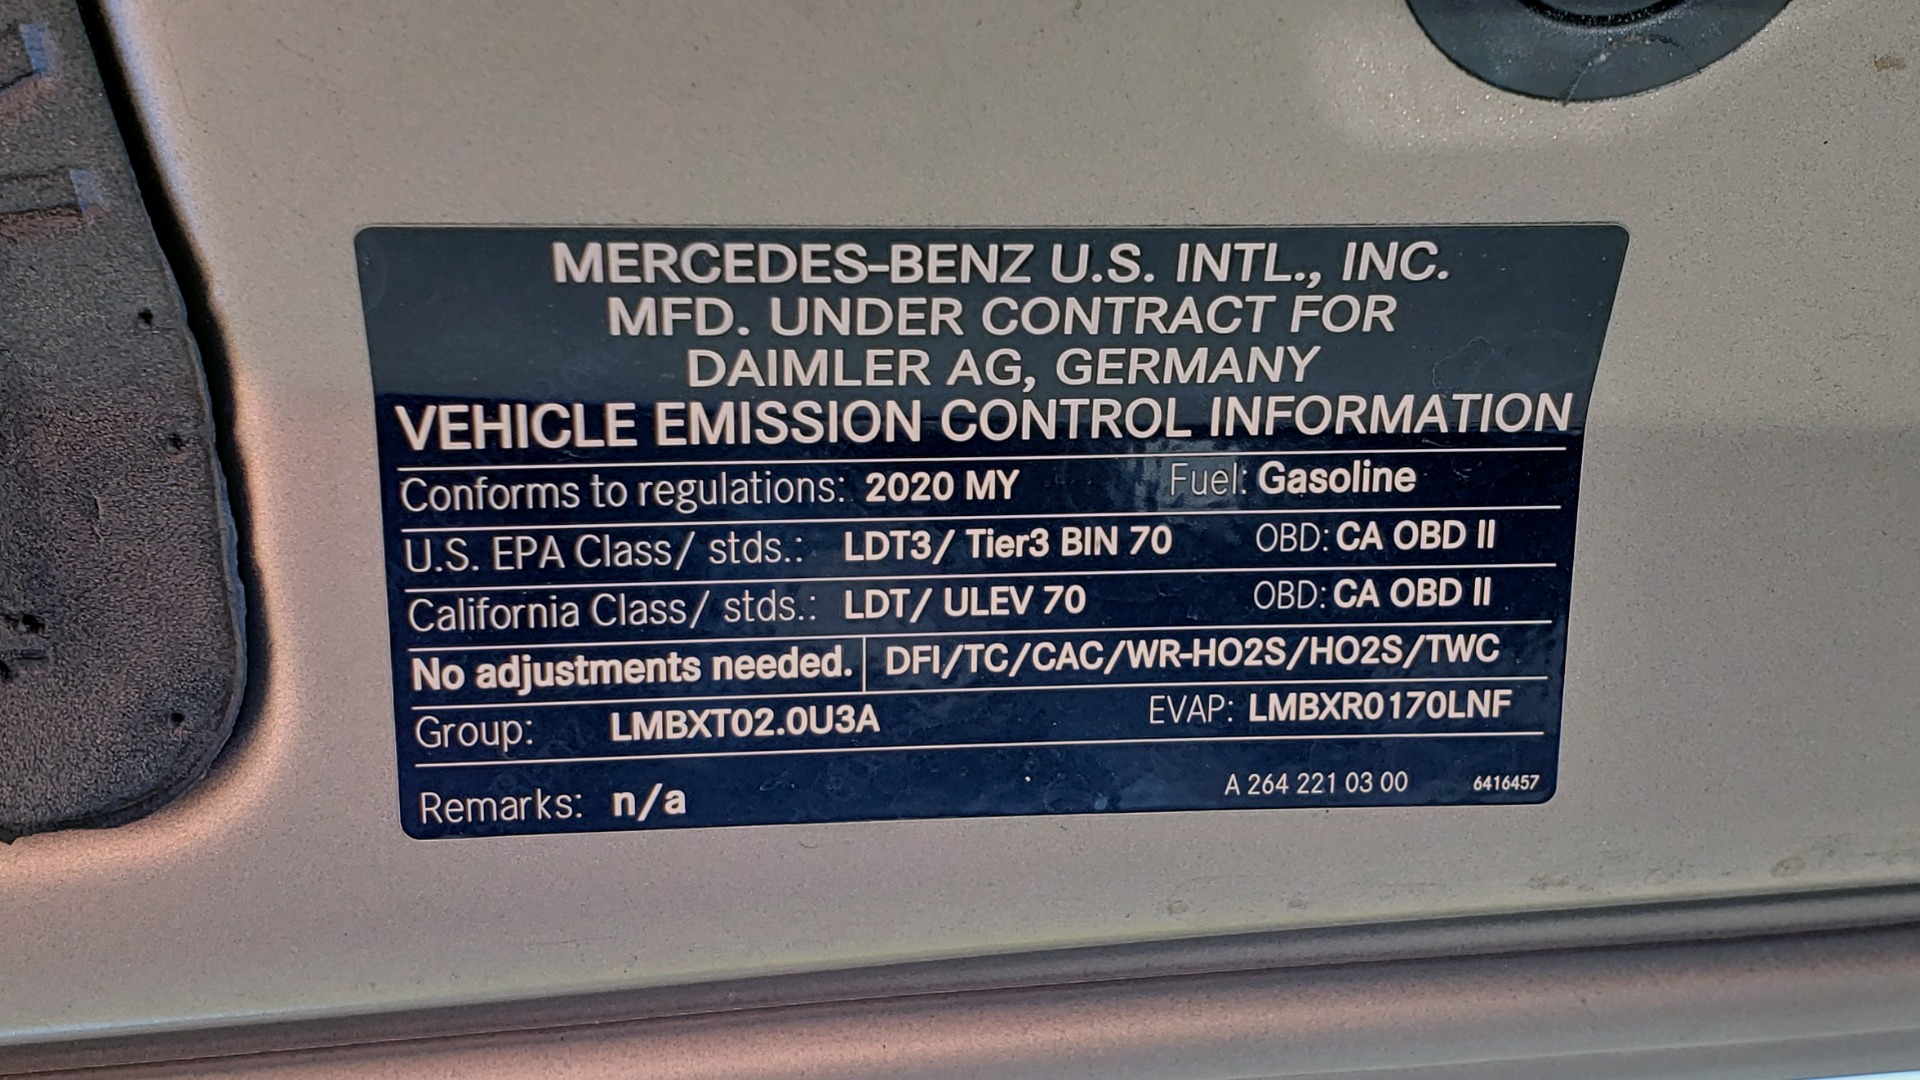 MERCEDES-BENZ U.S. INTL., INC.
MFD. UNDER CONTRACT FOR
DAIMLER AG, GERMANY
VEHICLE EMISSION CONTROL INFORMATION
Conforms to regulations: 2020 MY Fuel: Gasoline
U.S. EPA Class/ stds.: LDT3/ Tier3 BIN 70 OBD: CA OBD II
California Class/ stds.: LDT/ ULEV 70 OBD: CA OBD II
No adjustments needed. DFI/TC/CAC/WR-HO2S/HO2S/TWC
Group: LMBXT02.0U3A EVAP: LMBXR0170LNF
Remarks: n/a A 264 221 03 00 6416457